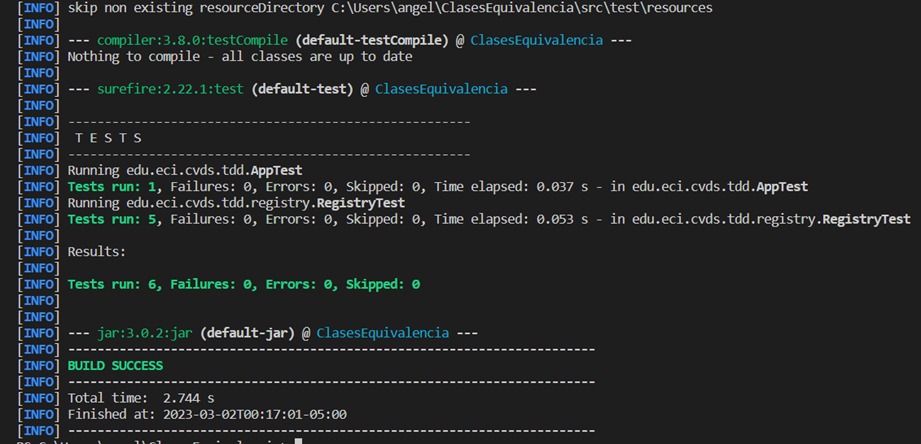 [INFO] skip non existing resourceDirectory C:\Users\angel\ClasesEquivalencia\src\test\resources
[INFO]
[INFO] --- compiler:3.8.0:testCompile (default-testCompile) @ ClasesEquivalencia ---
[INFO] Nothing to compile - all classes are up to date
[INFO]
[INFO] --- surefire:2.22.1:test (default-test) @ ClasesEquivalencia ---
[INFO]
[INFO] -------------------------------------------------------
[INFO]  T E S T S
[INFO] -------------------------------------------------------
[INFO] Running edu.eci.cvds.tdd.AppTest
[INFO] Tests run: 1, Failures: 0, Errors: 0, Skipped: 0, Time elapsed: 0.037 s - in edu.eci.cvds.tdd.AppTest
[INFO] Running edu.eci.cvds.tdd.registry.RegistryTest
[INFO] Tests run: 5, Failures: 0, Errors: 0, Skipped: 0, Time elapsed: 0.053 s - in edu.eci.cvds.tdd.registry.RegistryTest
[INFO]
[INFO] Results:
[INFO]
[INFO] Tests run: 6, Failures: 0, Errors: 0, Skipped: 0
[INFO]
[INFO]
[INFO] --- jar:3.0.2:jar (default-jar) @ ClasesEquivalencia ---
[INFO] ------------------------------------------------------------------------
[INFO] BUILD SUCCESS
[INFO] ------------------------------------------------------------------------
[INFO] Total time:  2.744 s
[INFO] Finished at: 2023-03-02T00:17:01-05:00
[INFO] ------------------------------------------------------------------------